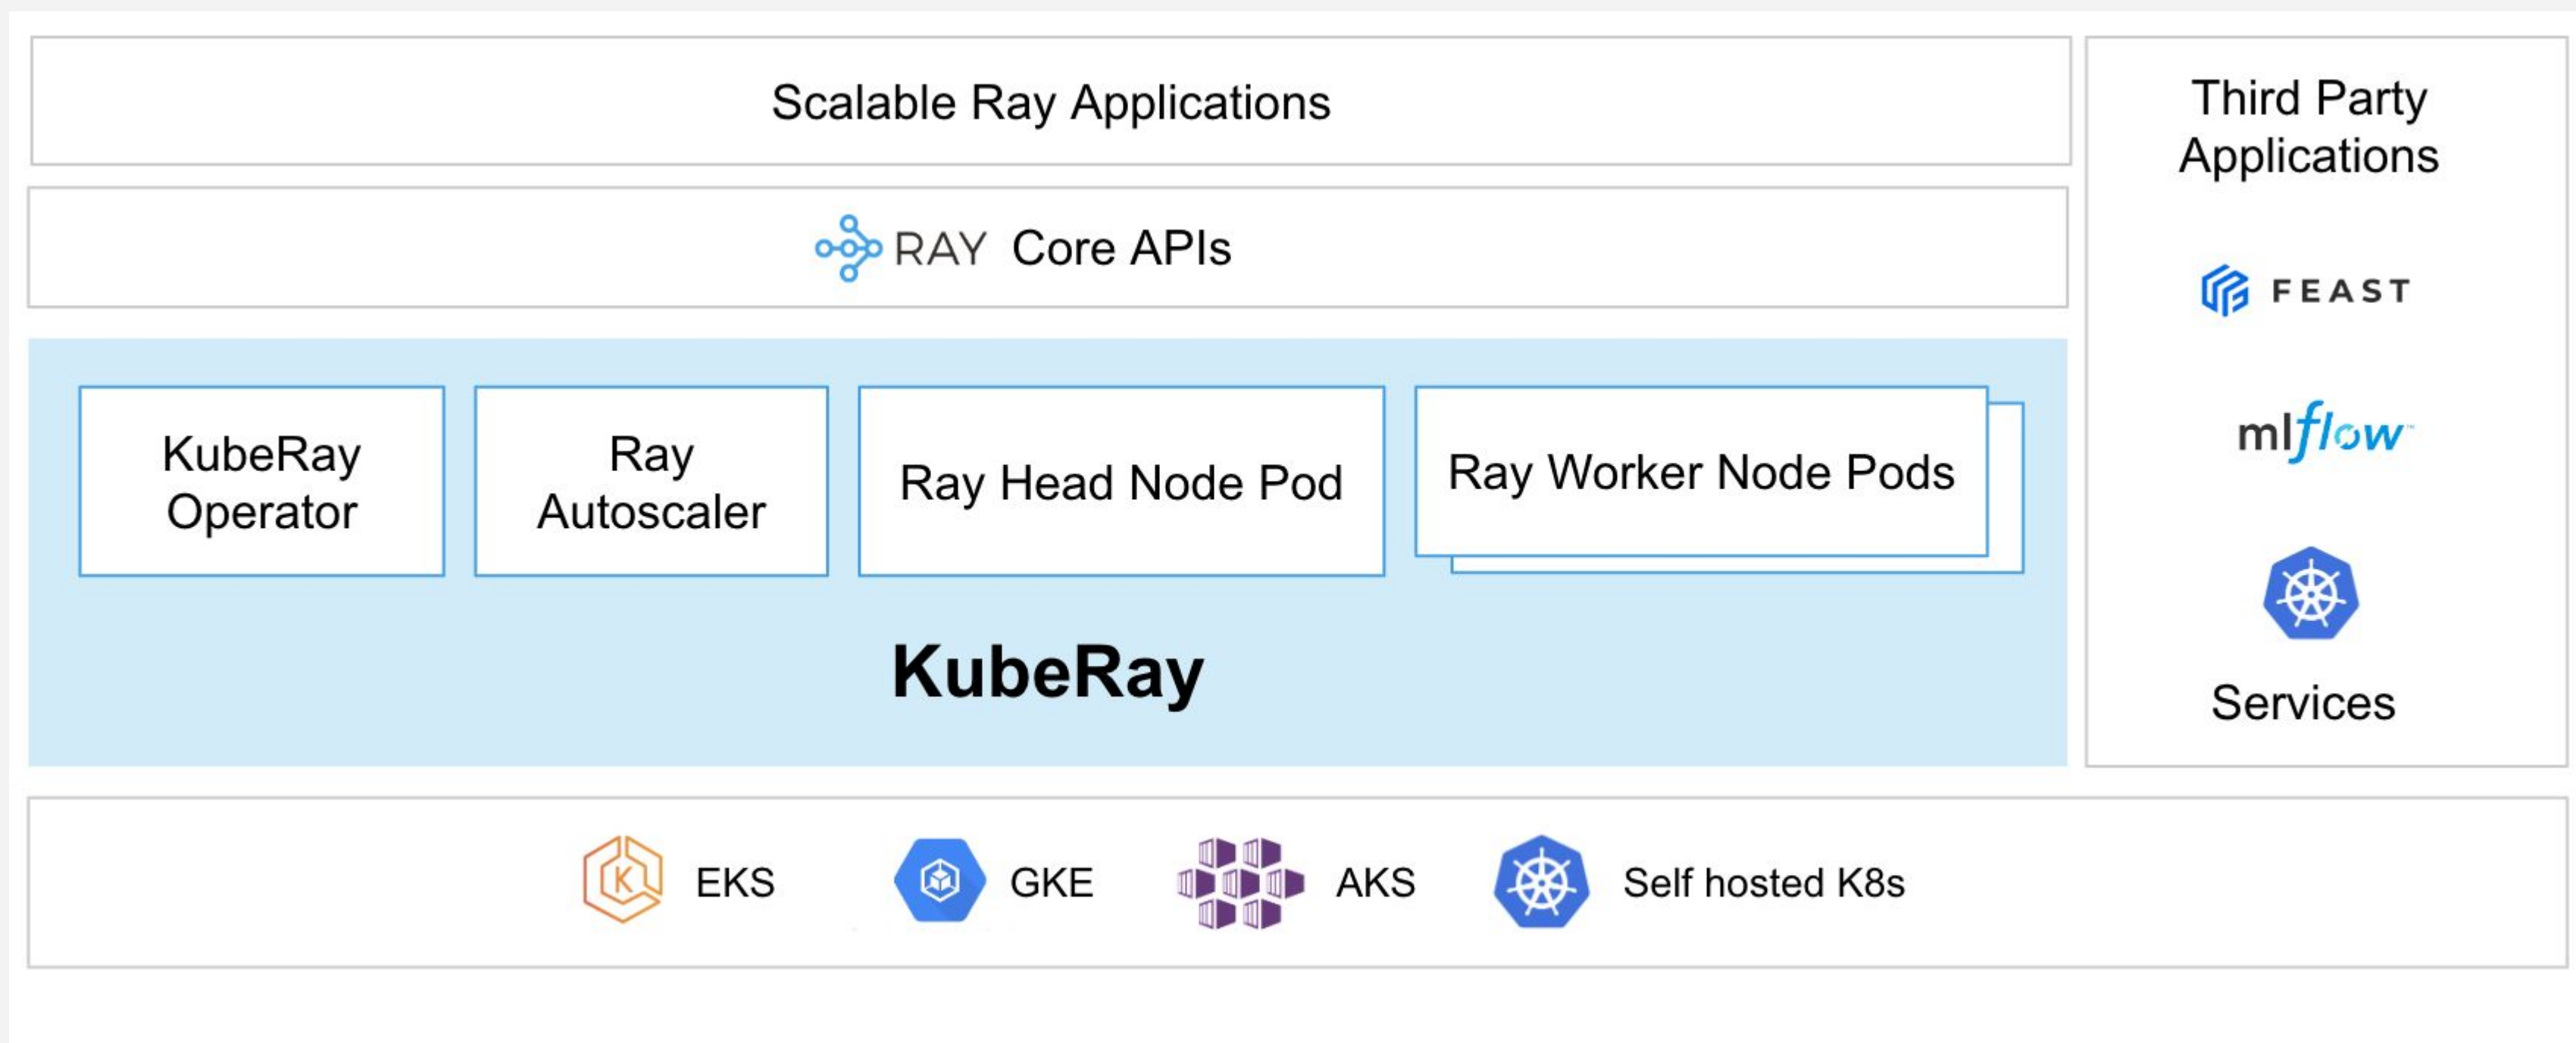 Scalable Ray Applications
RAY Core APIs
KubeRay
Operator
Ray
Autoscaler
Ray Head Node Pod
Ray Worker Node Pods
KubeRay
Third Party
Applications
FEAST
mlflow™
Services
EKS
GKE
AKS
Self hosted K8s